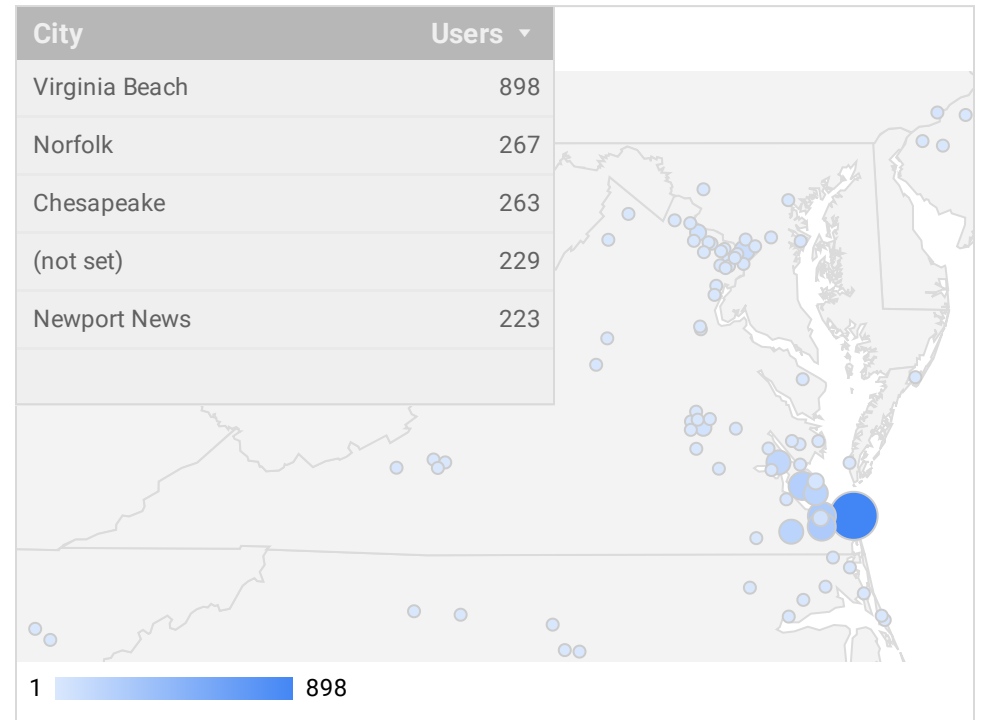 City Users
Virginia Beach 898
Norfolk 267
Chesapeake 263
(not set) 229
Newport News 223
1 898